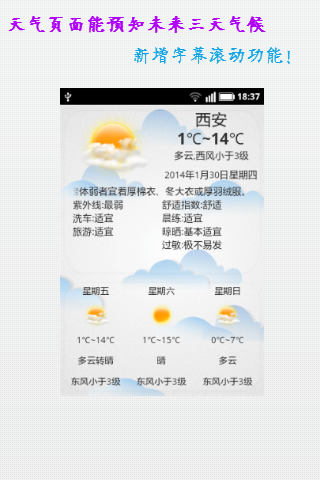 天气页面能预知未来三天气候
新增字幕滚动功能!
18:37
西安
1℃~14℃
多云,西风小于3级
2014年1月30日星期四
体弱者宜着厚棉衣、冬大衣或厚羽绒服。
紫外线:最弱 舒适指数:舒适
洗车:适宜 晨练:适宜
旅游:适宜 晾晒:基本适宜
过敏:极不易发
星期五 星期六 星期日
1℃~14℃ 1℃~15℃ 0℃~7℃
多云转晴 晴 多云
东风小于3级 东风小于3级 东风小于3级